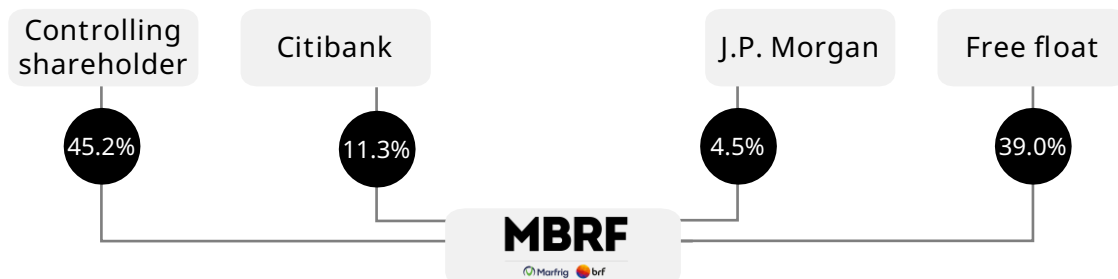 Controlling
shareholder
Citibank
J.P. Morgan
Free float
45.2%
11.3%
4.5%
39.0%
MBRF
Marfrig brf